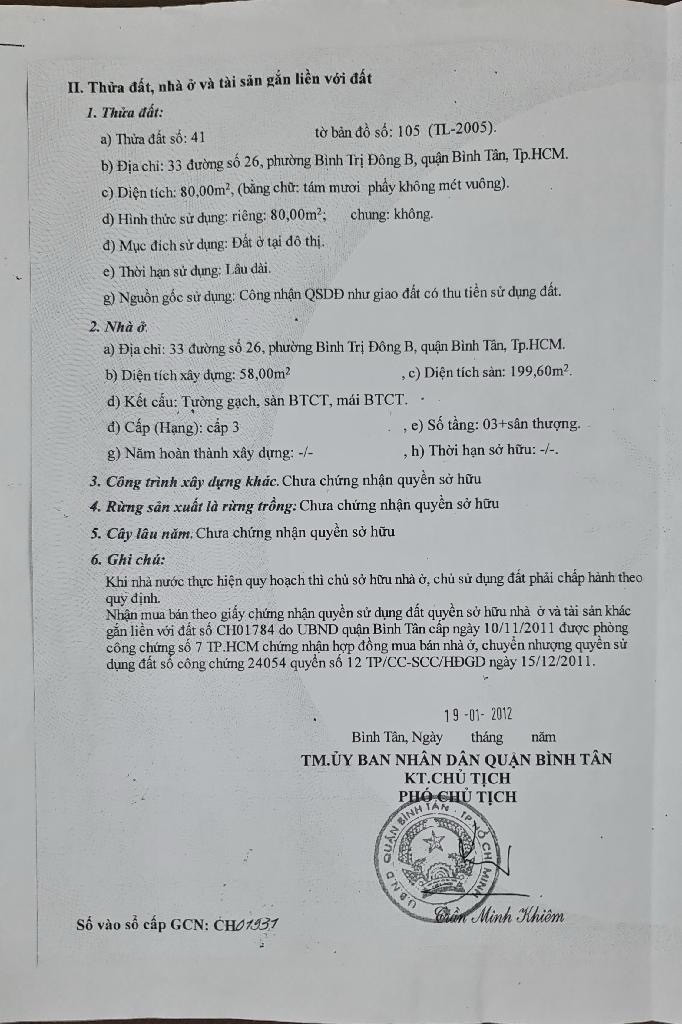 II. Thửa đất, nhà ở và tài sản gắn liền với đất
1. Thửa đất:
a) Thửa đất số: 41 tờ bản đồ số: 105 (TL-2005).
b) Địa chỉ: 33 đường số 26, phường Bình Trị Đông B, quận Bình Tân, Tp.HCM.
c) Diện tích: 80,00m², (bằng chữ: tám mươi phẩy không mét vuông).
d) Hình thức sử dụng: riêng: 80,00m²; chung: không.
đ) Mục đích sử dụng: Đất ở tại đô thị.
e) Thời hạn sử dụng: Lâu dài.
g) Nguồn gốc sử dụng: Công nhận QSDĐ như giao đất có thu tiền sử dụng đất.
2. Nhà ở.
a) Địa chỉ: 33 đường số 26, phường Bình Trị Đông B, quận Bình Tân, Tp.HCM.
b) Diện tích xây dựng: 58,00m² , c) Diện tích sàn: 199,60m².
d) Kết cấu: Tường gạch, sàn BTCT, mái BTCT.
đ) Cấp (Hạng): cấp 3 , e) Số tầng: 03+sân thượng.
g) Năm hoàn thành xây dựng: -/- , h) Thời hạn sở hữu: -/-.
3. Công trình xây dựng khác. Chưa chứng nhận quyền sở hữu
4. Rừng sản xuất là rừng trồng: Chưa chứng nhận quyền sở hữu
5. Cây lâu năm. Chưa chứng nhận quyền sở hữu
6. Ghi chú:
Khi nhà nước thực hiện quy hoạch thì chủ sở hữu nhà ở, chủ sử dụng đất phải chấp hành theo
quy định.
Nhận mua bán theo giấy chứng nhận quyền sử dụng đất quyền sở hữu nhà ở và tài sản khác
gắn liền với đất số CH01784 do UBND quận Bình Tân cấp ngày 10/11/2011 được phòng
công chứng số 7 TP.HCM chứng nhận hợp đồng mua bán nhà ở, chuyển nhượng quyền sử
dụng đất số công chứng 24054 quyển số 12 TP/CC-SCC/HĐGD ngày 15/12/2011.
19 -01- 2012
Bình Tân, Ngày tháng năm
TM.ỦY BAN NHÂN DÂN QUẬN BÌNH TÂN
KT.CHỦ TỊCH
PHÓ CHỦ TỊCH
U.B.N.D QUẬN BÌNH TÂN - TP HỒ CHÍ MINH
Trần Minh Khiêm
Số vào sổ cấp GCN: CH01931